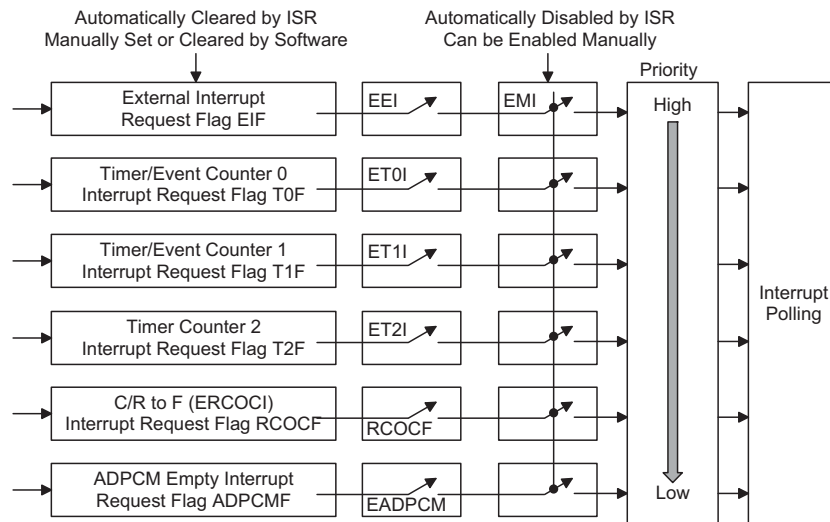 Automatically Cleared by ISR
Manually Set or Cleared by Software
Automatically Disabled by ISR
Can be Enabled Manually
Priority
External Interrupt
Request Flag EIF
EEI
EMI
High
Timer/Event Counter 0
Interrupt Request Flag T0F
ET0I
Timer/Event Counter 1
Interrupt Request Flag T1F
ET1I
Interrupt
Polling
Timer Counter 2
Interrupt Request Flag T2F
ET2I
C/R to F (ERCOCI)
Interrupt Request Flag RCOCF
RCOCF
ADPCM Empty Interrupt
Request Flag ADPCMF
EADPCM
Low